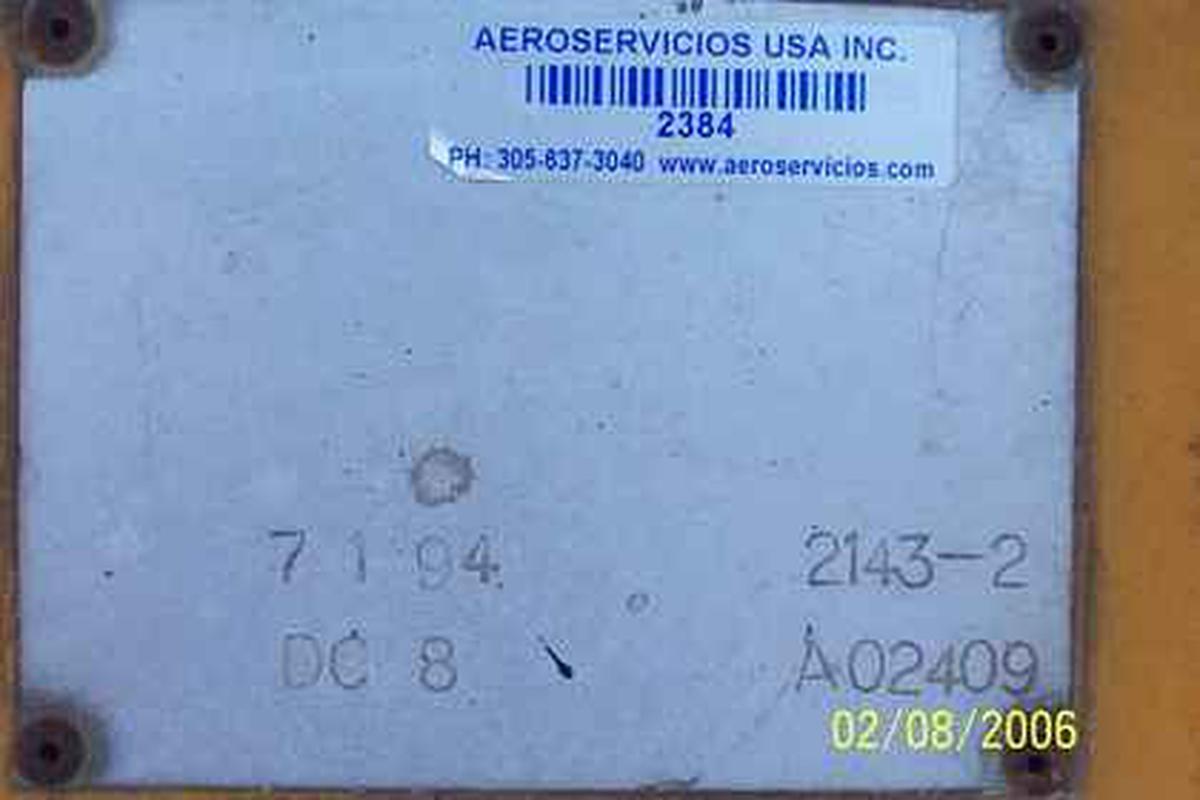 AEROSERVICIOS USA INC.
2384
PH: 305-637-3040 www.aeroservicios.com
7 1 94
2143-2
DC 8
A02409
02/08/2006